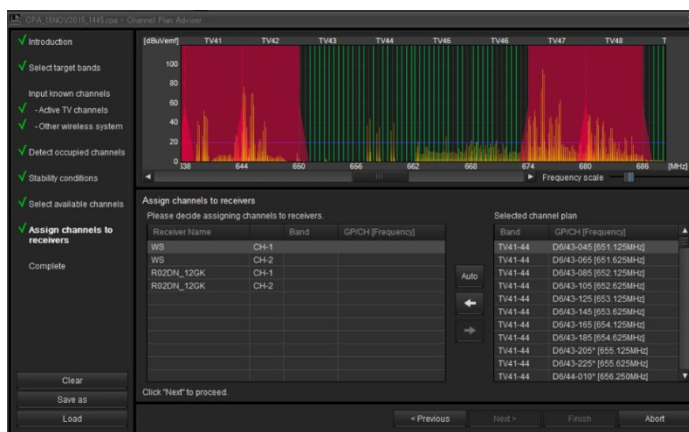 CPA_16NOV2015_1445.cpa - Channel Plan Adviser
Introduction
Select target bands
Input known channels
-Active TV channels
-Other wireless system
Detect occupied channels
Stability conditions
Select available channels
Assign channels to
receivers
Complete
Clear
Save as
Load
[dBuVemf] TV41 TV42 TV43 TV44 TV45 TV46 TV47 TV48 T
100
80
60
40
20
0
638 644 650 656 662 668 674 680 686 [MHz]
Frequency scale
Assign channels to receivers
Please decide assigning channels to receivers.
Receiver Name Band GP/CH [Frequency]
WS CH-1
WS CH-2
R02DN_12GK CH-1
R02DN_12GK CH-2
Auto
Selected channel plan
Band GP/CH [Frequency]
TV41-44 D6/43-045 [651.125MHz]
TV41-44 D6/43-065 [651.625MHz]
TV41-44 D6/43-085 [652.125MHz]
TV41-44 D6/43-105 [652.625MHz]
TV41-44 D6/43-125 [653.125MHz]
TV41-44 D6/43-145 [653.625MHz]
TV41-44 D6/43-165 [654.125MHz]
TV41-44 D6/43-185 [654.625MHz]
TV41-44 D6/43-205* [655.125MHz]
TV41-44 D6/43-225* [655.625MHz]
TV41-44 D6/44-010* [656.250MHz]
Click "Next" to proceed.
< Previous Next > Finish Abort